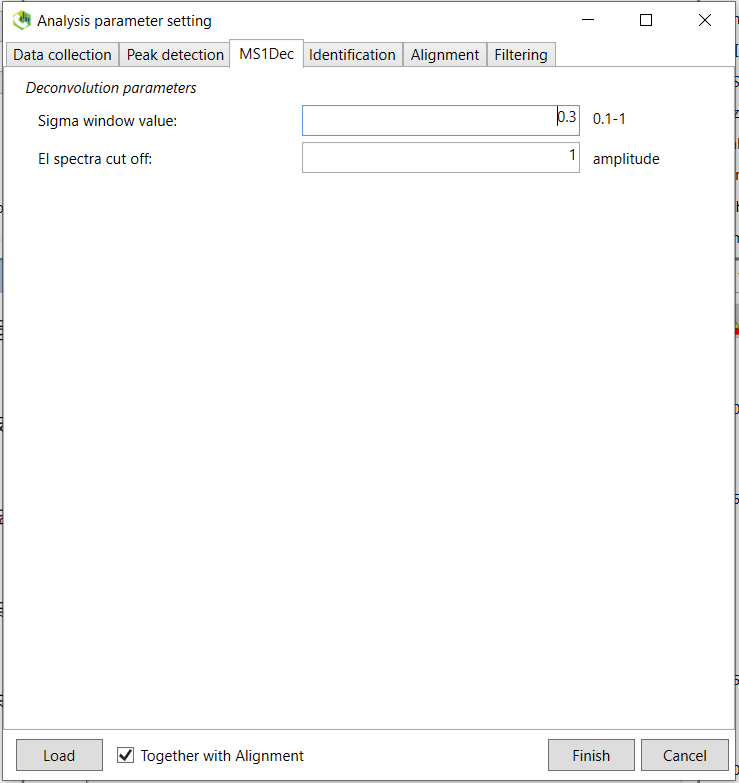 Analysis parameter setting
Data collection Peak detection MS1Dec Identification Alignment Filtering
Deconvolution parameters
Sigma window value: 0.3 0.1-1
EI spectra cut off: 1 amplitude
Load Together with Alignment Finish Cancel